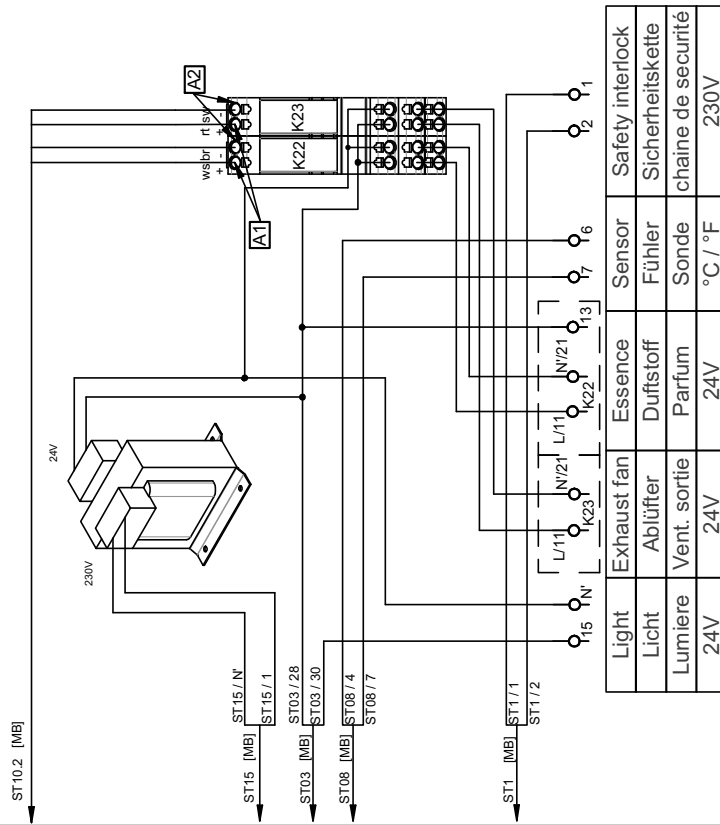 ST10.2 [MB]
230V
24V
A2
A1
ws br
rt sw
+ -
+ -
K22
K23
ST15 [MB]
ST15 / N'
ST15 / 1
ST03 [MB]
ST03 / 28
ST03 / 30
ST08 [MB]
ST08 / 4
ST08 / 7
ST1 [MB]
ST1 / 1
ST1 / 2
15
N'
L/11
N'/21
K23
L/11
N'/21
K22
13
7
6
2
1
Light
Exhaust fan
Essence
Sensor
Safety interlock
Licht
Ablüfter
Duftstoff
Fühler
Sicherheitskette
Lumiere
Vent. sortie
Parfum
Sonde
chaine de securité
24V
24V
24V
°C / °F
230V